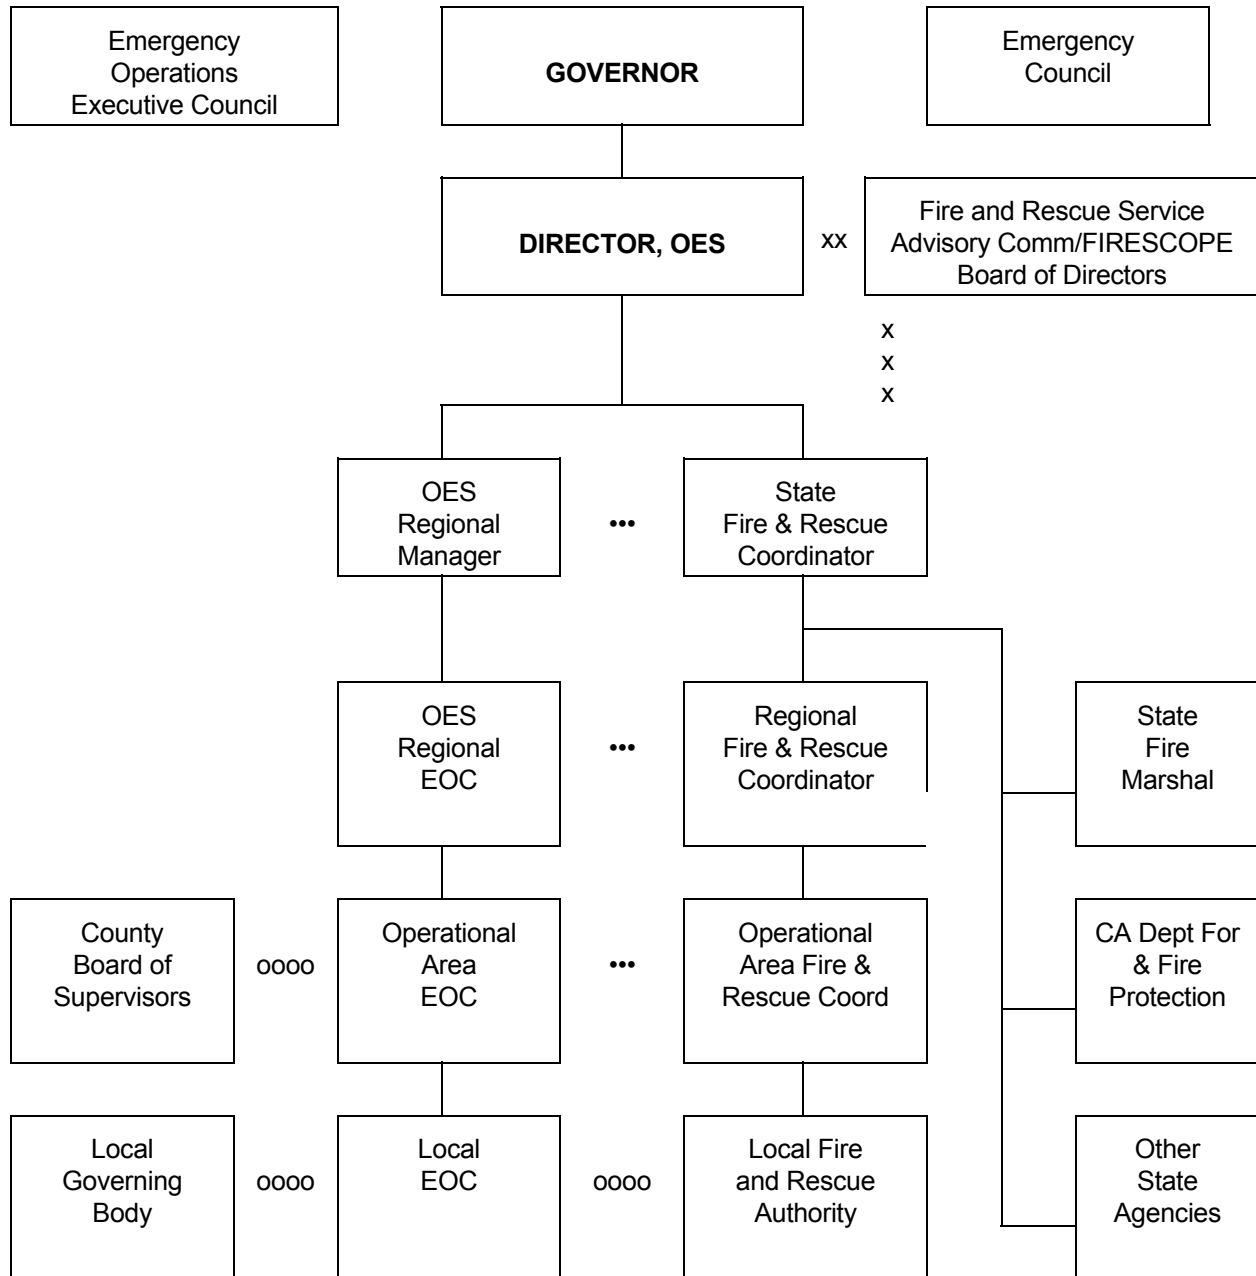 Emergency
Operations
Executive Council
GOVERNOR
Emergency
Council
DIRECTOR, OES
xx
Fire and Rescue Service
Advisory Comm/FIRESCOPE
Board of Directors
x
x
x
OES
Regional
Manager
•••
State
Fire & Rescue
Coordinator
OES
Regional
EOC
•••
Regional
Fire & Rescue
Coordinator
State
Fire
Marshal
County
Board of
Supervisors
oooo
Operational
Area
EOC
•••
Operational
Area Fire &
Rescue Coord
CA Dept For
& Fire
Protection
Local
Governing
Body
oooo
Local
EOC
oooo
Local Fire
and Rescue
Authority
Other
State
Agencies